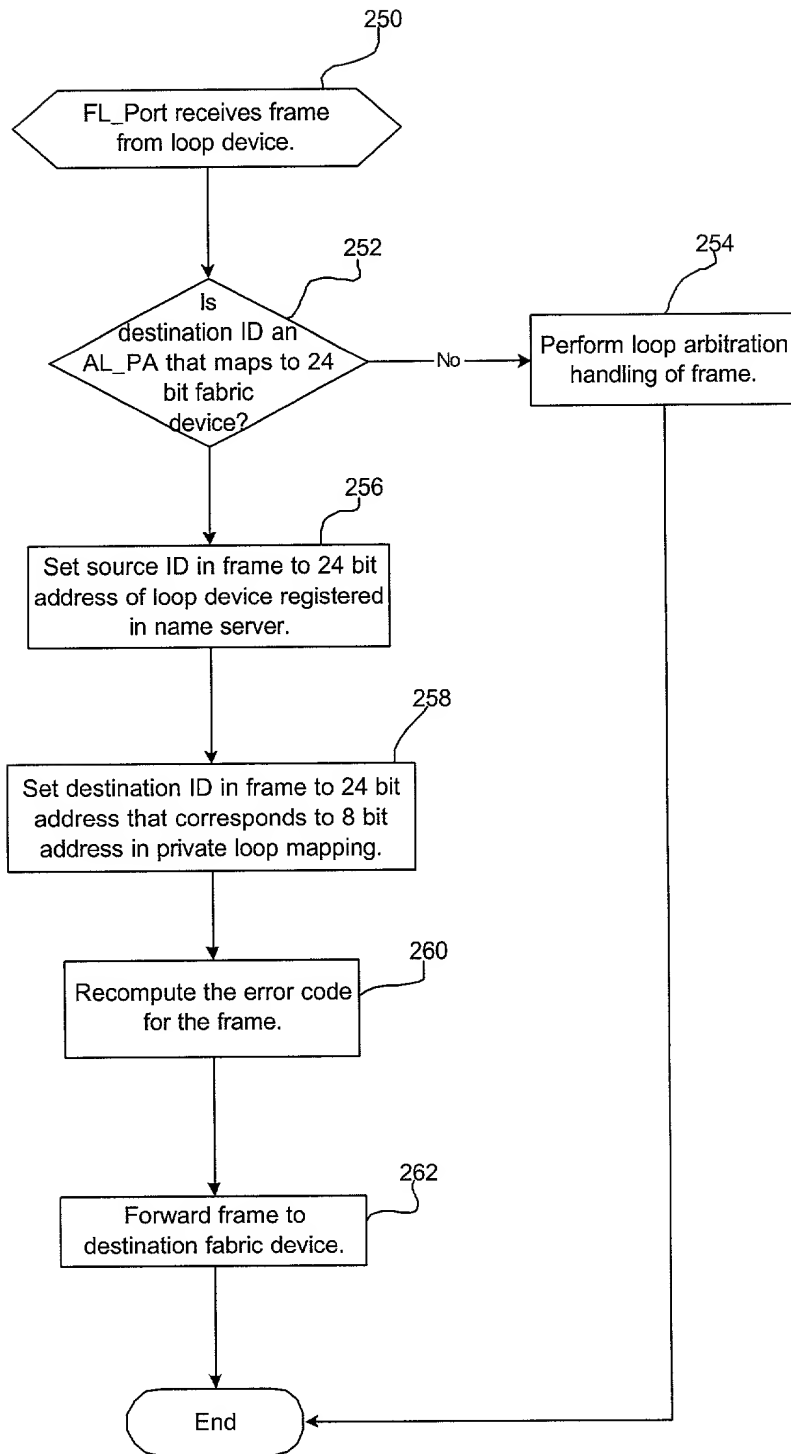 250
FL_Port receives frame
from loop device.
252
Is
destination ID an
AL_PA that maps to 24
bit fabric
device?
No
254
Perform loop arbitration
handling of frame.
256
Set source ID in frame to 24 bit
address of loop device registered
in name server.
258
Set destination ID in frame to 24 bit
address that corresponds to 8 bit
address in private loop mapping.
260
Recompute the error code
for the frame.
262
Forward frame to
destination fabric device.
End